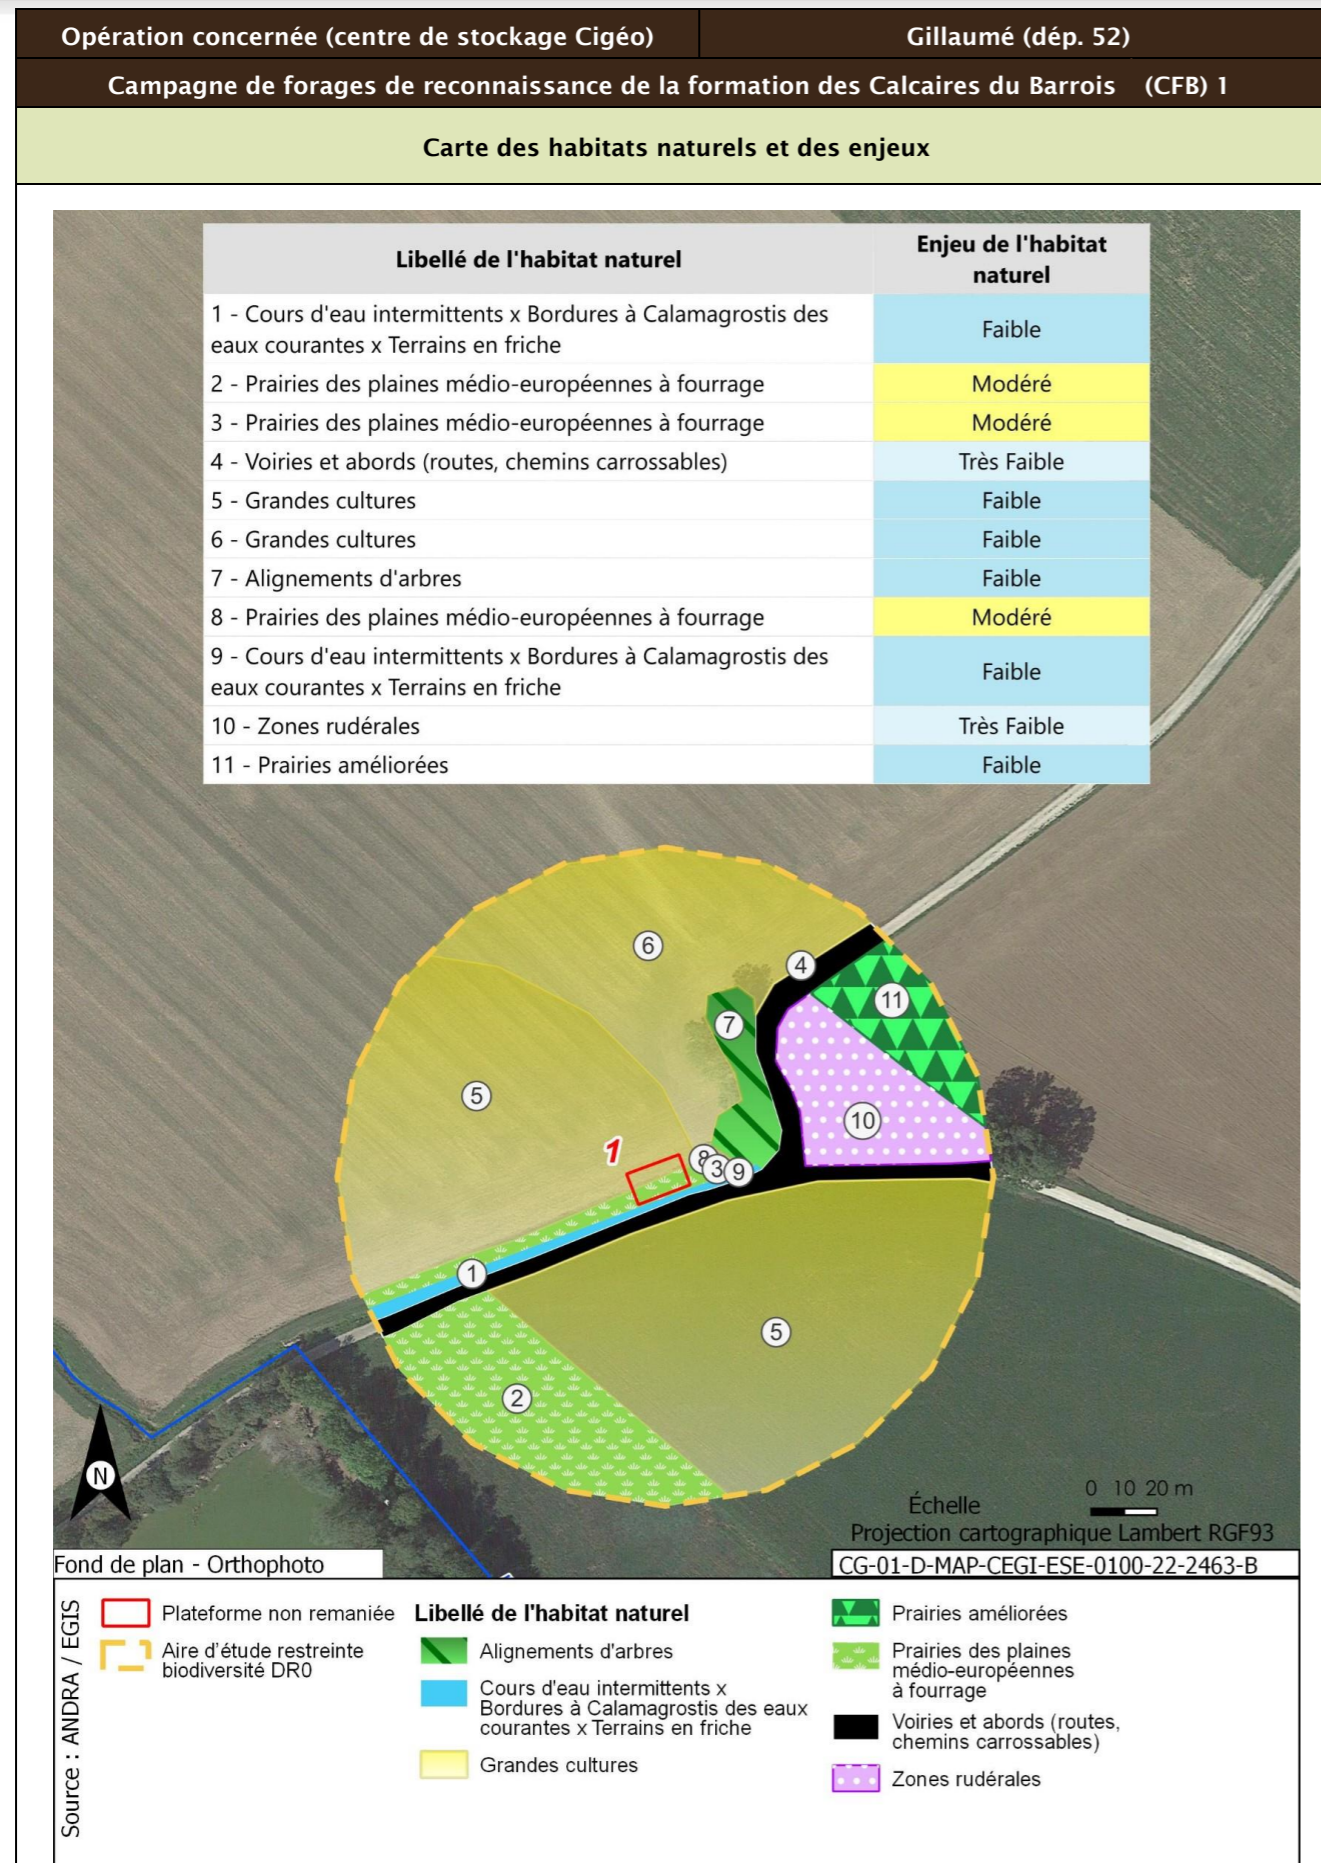 Opération concernée (centre de stockage Cigéo) Gillaumé (dép. 52)
Campagne de forages de reconnaissance de la formation des Calcaires du Barrois (CFB) 1
Carte des habitats naturels et des enjeux
Libellé de l'habitat naturel Enjeu de l'habitat
naturel
1 - Cours d'eau intermittents x Bordures à Calamagrostis des
eaux courantes x Terrains en friche Faible
2 - Prairies des plaines médio-européennes à fourrage Modéré
3 - Prairies des plaines médio-européennes à fourrage Modéré
4 - Voiries et abords (routes, chemins carrossables) Très Faible
5 - Grandes cultures Faible
6 - Grandes cultures Faible
7 - Alignements d'arbres Faible
8 - Prairies des plaines médio-européennes à fourrage Modéré
9 - Cours d'eau intermittents x Bordures à Calamagrostis des
eaux courantes x Terrains en friche Faible
10 - Zones rudérales Très Faible
11 - Prairies améliorées Faible
6
4
11
7
5
10
1
8
3
9
1
5
2
N
0 10 20 m
Échelle
Projection cartographique Lambert RGF93
Fond de plan - Orthophoto
CG-01-D-MAP-CEGI-ESE-0100-22-2463-B
Source : ANDRA / EGIS
Plateforme non remaniée
Aire d'étude restreinte
biodiversité DR0
Libellé de l'habitat naturel
Alignements d'arbres
Cours d'eau intermittents x
Bordures à Calamagrostis des eaux
courantes x Terrains en friche
Grandes cultures
Prairies améliorées
Prairies des plaines
médio-européennes
à fourrage
Voiries et abords (routes,
chemins carrossables)
Zones rudérales